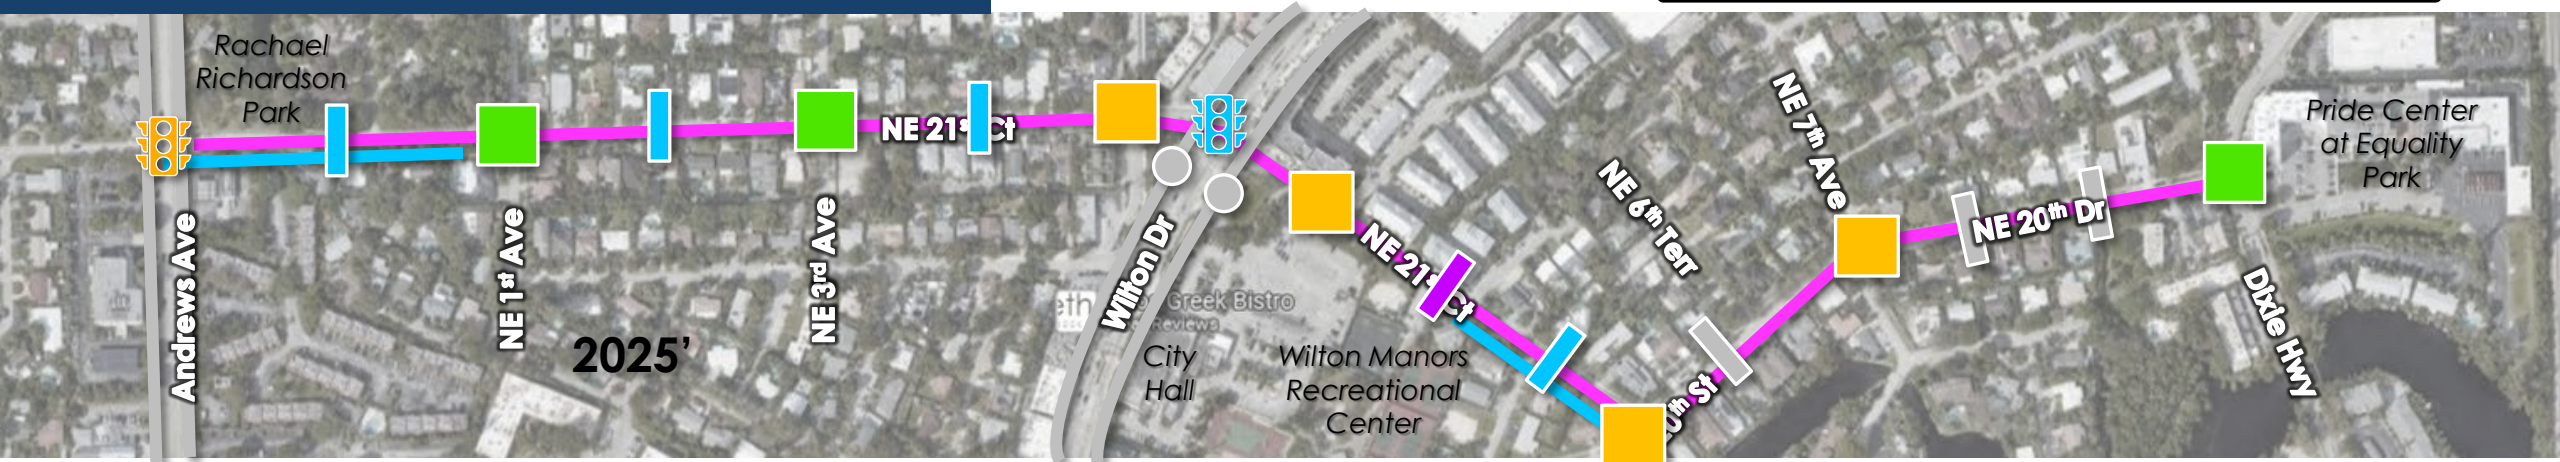 Rachael
Richardson
Park
Andrews Ave
NE 1st Ave
2025’
NE 3rd Ave
NE 21st Ct
Wilton Dr
Greek Bistro
Reviews
City
Hall
Wilton Manors
Recreational
Center
NE 21st Ct
NE 6th Terr
NE 7th Ave
St
NE 20th Dr
Dixie Hwy
Pride Center
at Equality
Park